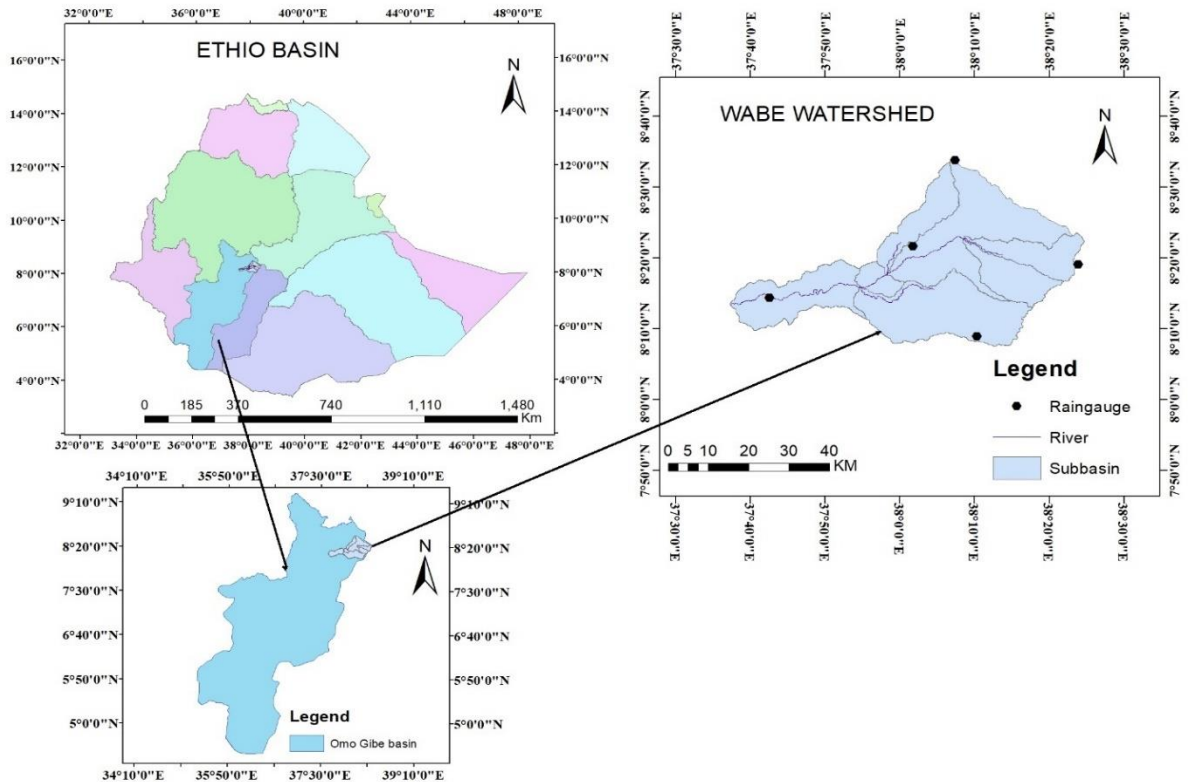 32°0'0"E 36°0'0"E 40°0'0"E 44°0'0"E 48°0'0"E
ETHIO BASIN
N
16°0'0"N 16°0'0"N
14°0'0"N 14°0'0"N
12°0'0"N 12°0'0"N
10°0'0"N 10°0'0"N
8°0'0"N 8°0'0"N
6°0'0"N 6°0'0"N
4°0'0"N 4°0'0"N
0 185 370 740 1,110 1,480
Km
32°0'0"E 34°0'0"E 36°0'0"E 38°0'0"E 40°0'0"E 42°0'0"E 44°0'0"E 46°0'0"E 48°0'0"E
37°30'0"E 37°40'0"E 37°50'0"E 38°0'0"E 38°10'0"E 38°20'0"E 38°30'0"E
WABE WATERSHED
N
8°40'0"N 8°40'0"N
8°30'0"N 8°30'0"N
8°20'0"N 8°20'0"N
8°10'0"N 8°10'0"N
8°0'0"N 8°0'0"N
7°50'0"N 7°50'0"N
Legend
Raingauge
River
Subbasin
0 5 10 20 30 40
KM
37°30'0"E 37°40'0"E 37°50'0"E 38°0'0"E 38°10'0"E 38°20'0"E 38°30'0"E
34°10'0"E 35°50'0"E 37°30'0"E 39°10'0"E
9°10'0"N 9°10'0"N
8°20'0"N 8°20'0"N
N
7°30'0"N 7°30'0"N
6°40'0"N 6°40'0"N
5°50'0"N 5°50'0"N
5°0'0"N 5°0'0"N
Legend
Omo Gibe basin
34°10'0"E 35°50'0"E 37°30'0"E 39°10'0"E